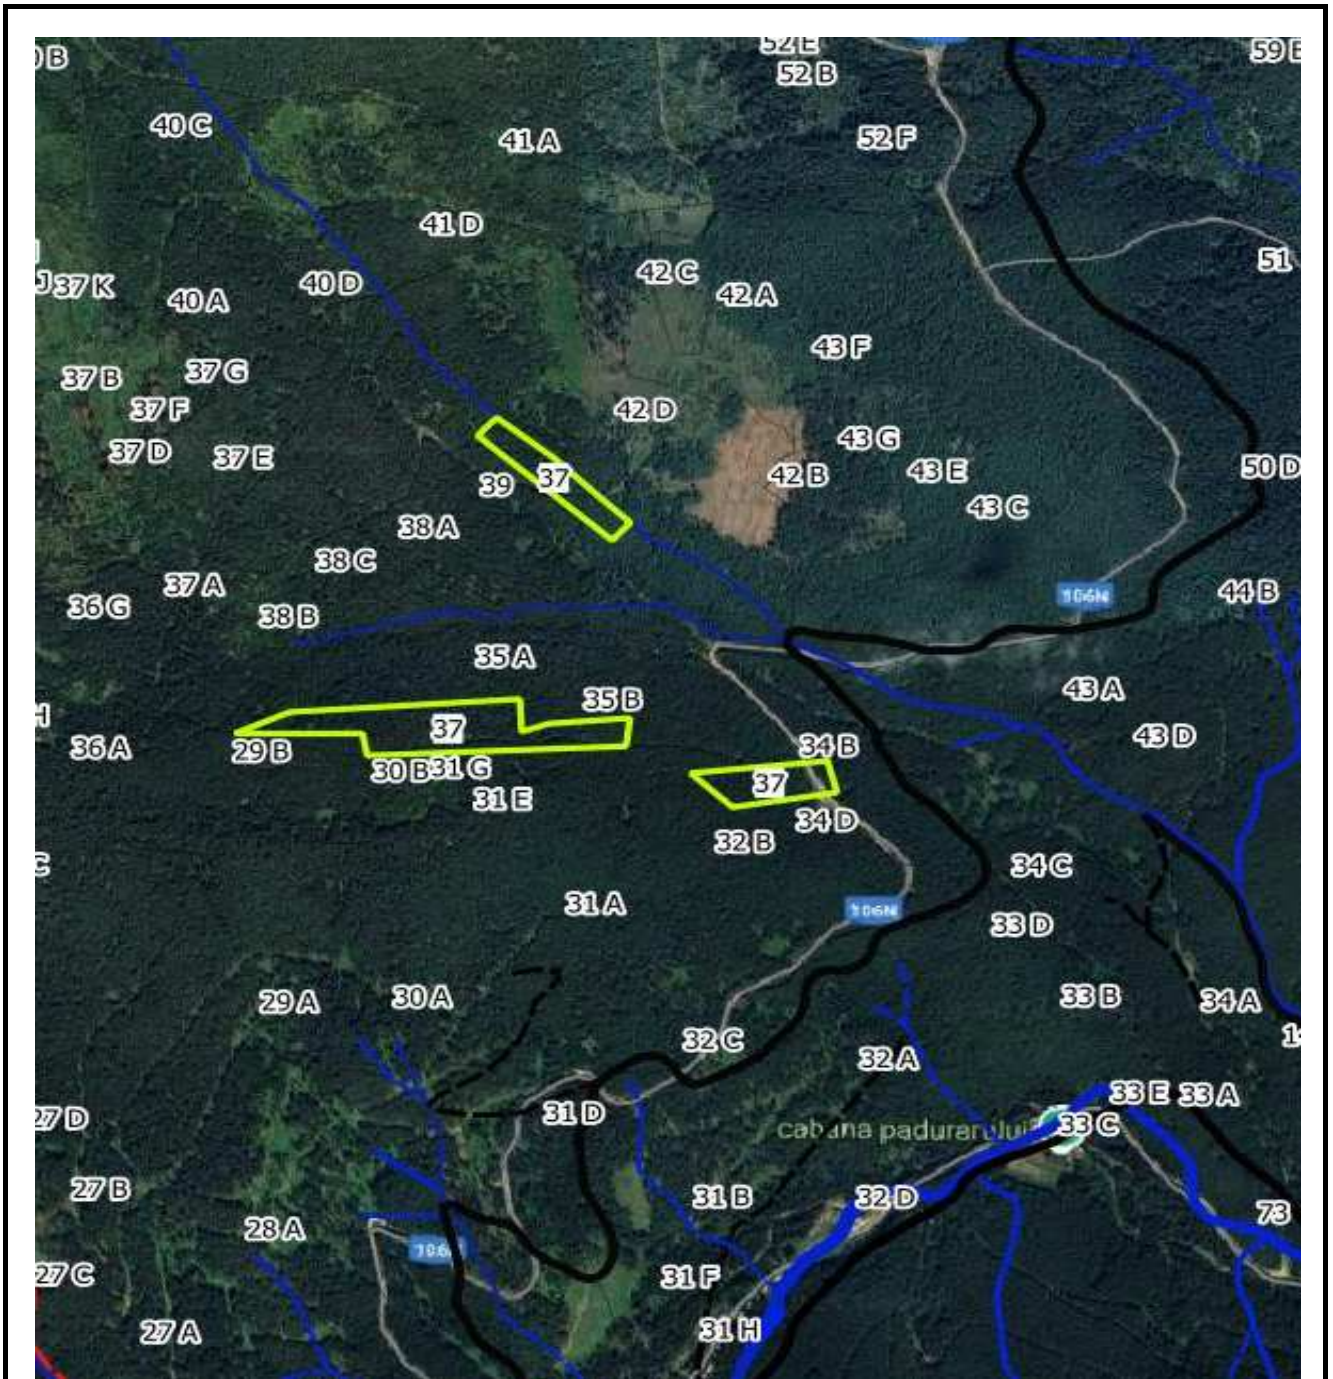 52 E
59 E
52 B
40 C
41 A
52 F
41 D
51
42 C
40 D
37 K
42 A
40 A
43 F
37 G
37 B
37 F
42 D
43 G
37 D
37 E
50 D
43 E
42 B
37
39
43 C
38 A
38 C
37 A
44 B
106N
36 G
38 B
35 A
43 A
35 B
37
43 D
34 B
36 A
29 B
30 B
31 G
37
31 E
34 D
32 B
34 C
31 A
106N
33 D
33 B
30 A
29 A
34 A
32 C
32 A
33 E
33 A
31 D
27 D
33 C
cabana padurarului
27 B
31 B
32 D
73
28 A
106N
27 C
31 F
31 H
27 A